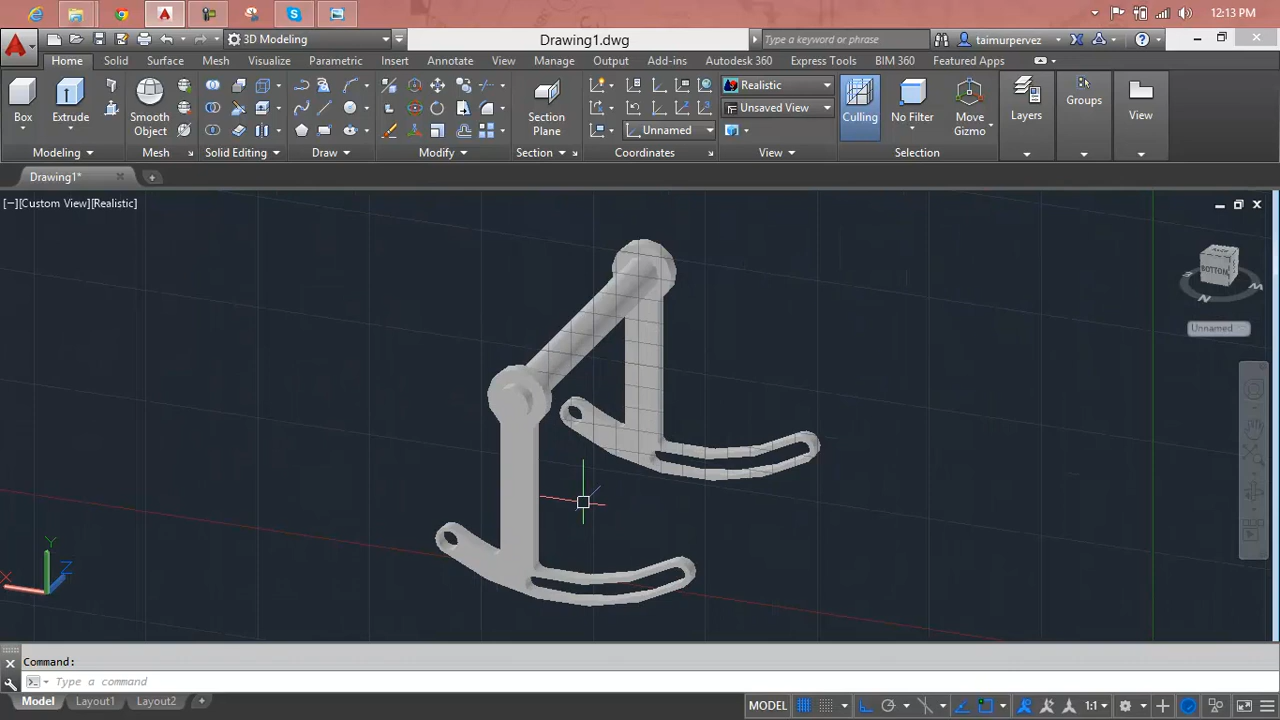 12:13 PM
3D Modeling
Drawing1.dwg
Type a keyword or phrase
taimurpervez
Home Solid Surface Mesh Visualize Parametric Insert Annotate View Manage Output Add-ins Autodesk 360 Express Tools BIM 360 Featured Apps
Realistic
Unsaved View
Unnamed
Box Extrude Smooth Object Section Plane Culling No Filter Move Gizmo Layers Groups View
Modeling Mesh Solid Editing Draw Modify Section Coordinates View Selection
Drawing1*
[−][Custom View][Realistic]
BACK
BOTTOM
N
Unnamed
Y
Z
X
Command:
Type a command
Model Layout1 Layout2 +
MODEL 1:1